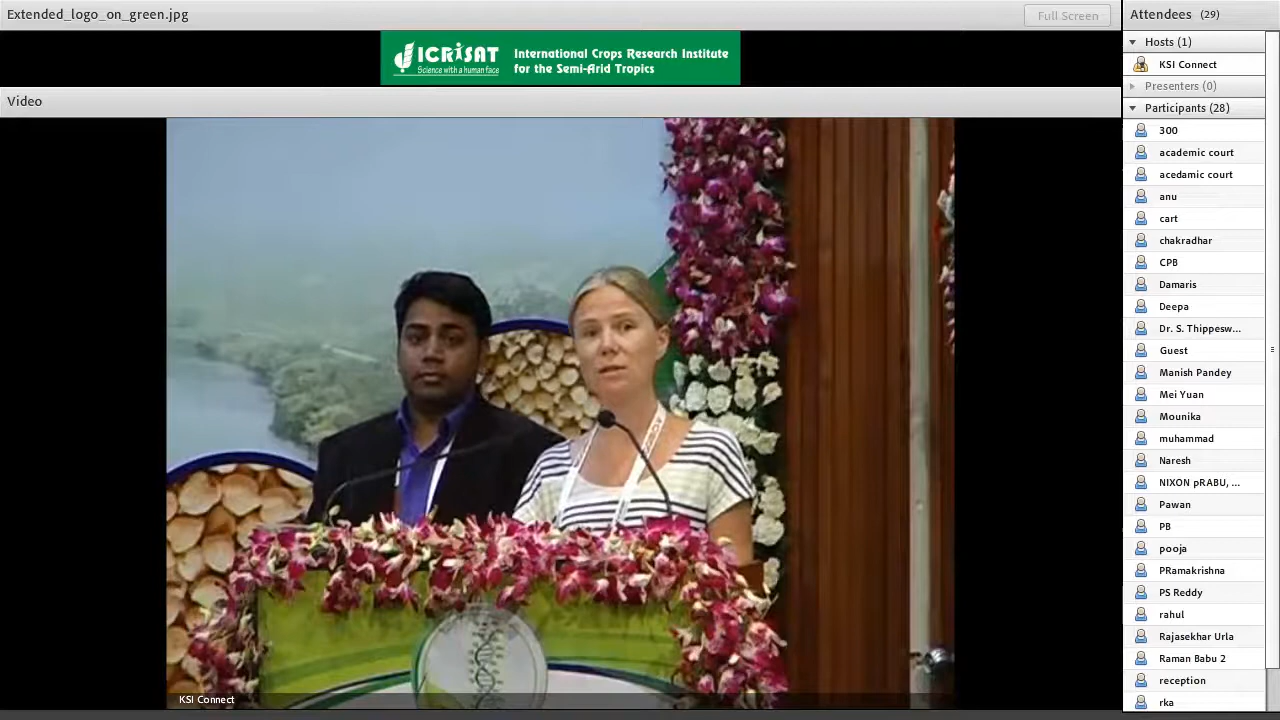 Extended_logo_on_green.jpg
Full Screen
ICRISAT
Science with a human face
International Crops Research Institute
for the Semi-Arid Tropics
Video
KSI Connect
Attendees (29)
Hosts (1)
KSI Connect
Presenters (0)
Participants (28)
300
academic court
acedamic court
anu
cart
chakradhar
CPB
Damaris
Deepa
Dr. S. Thippesw...
Guest
Manish Pandey
Mei Yuan
Mounika
muhammad
Naresh
NIXON pRABU, ...
Pawan
PB
pooja
PRamakrishna
PS Reddy
rahul
Rajasekhar Urla
Raman Babu 2
reception
rka